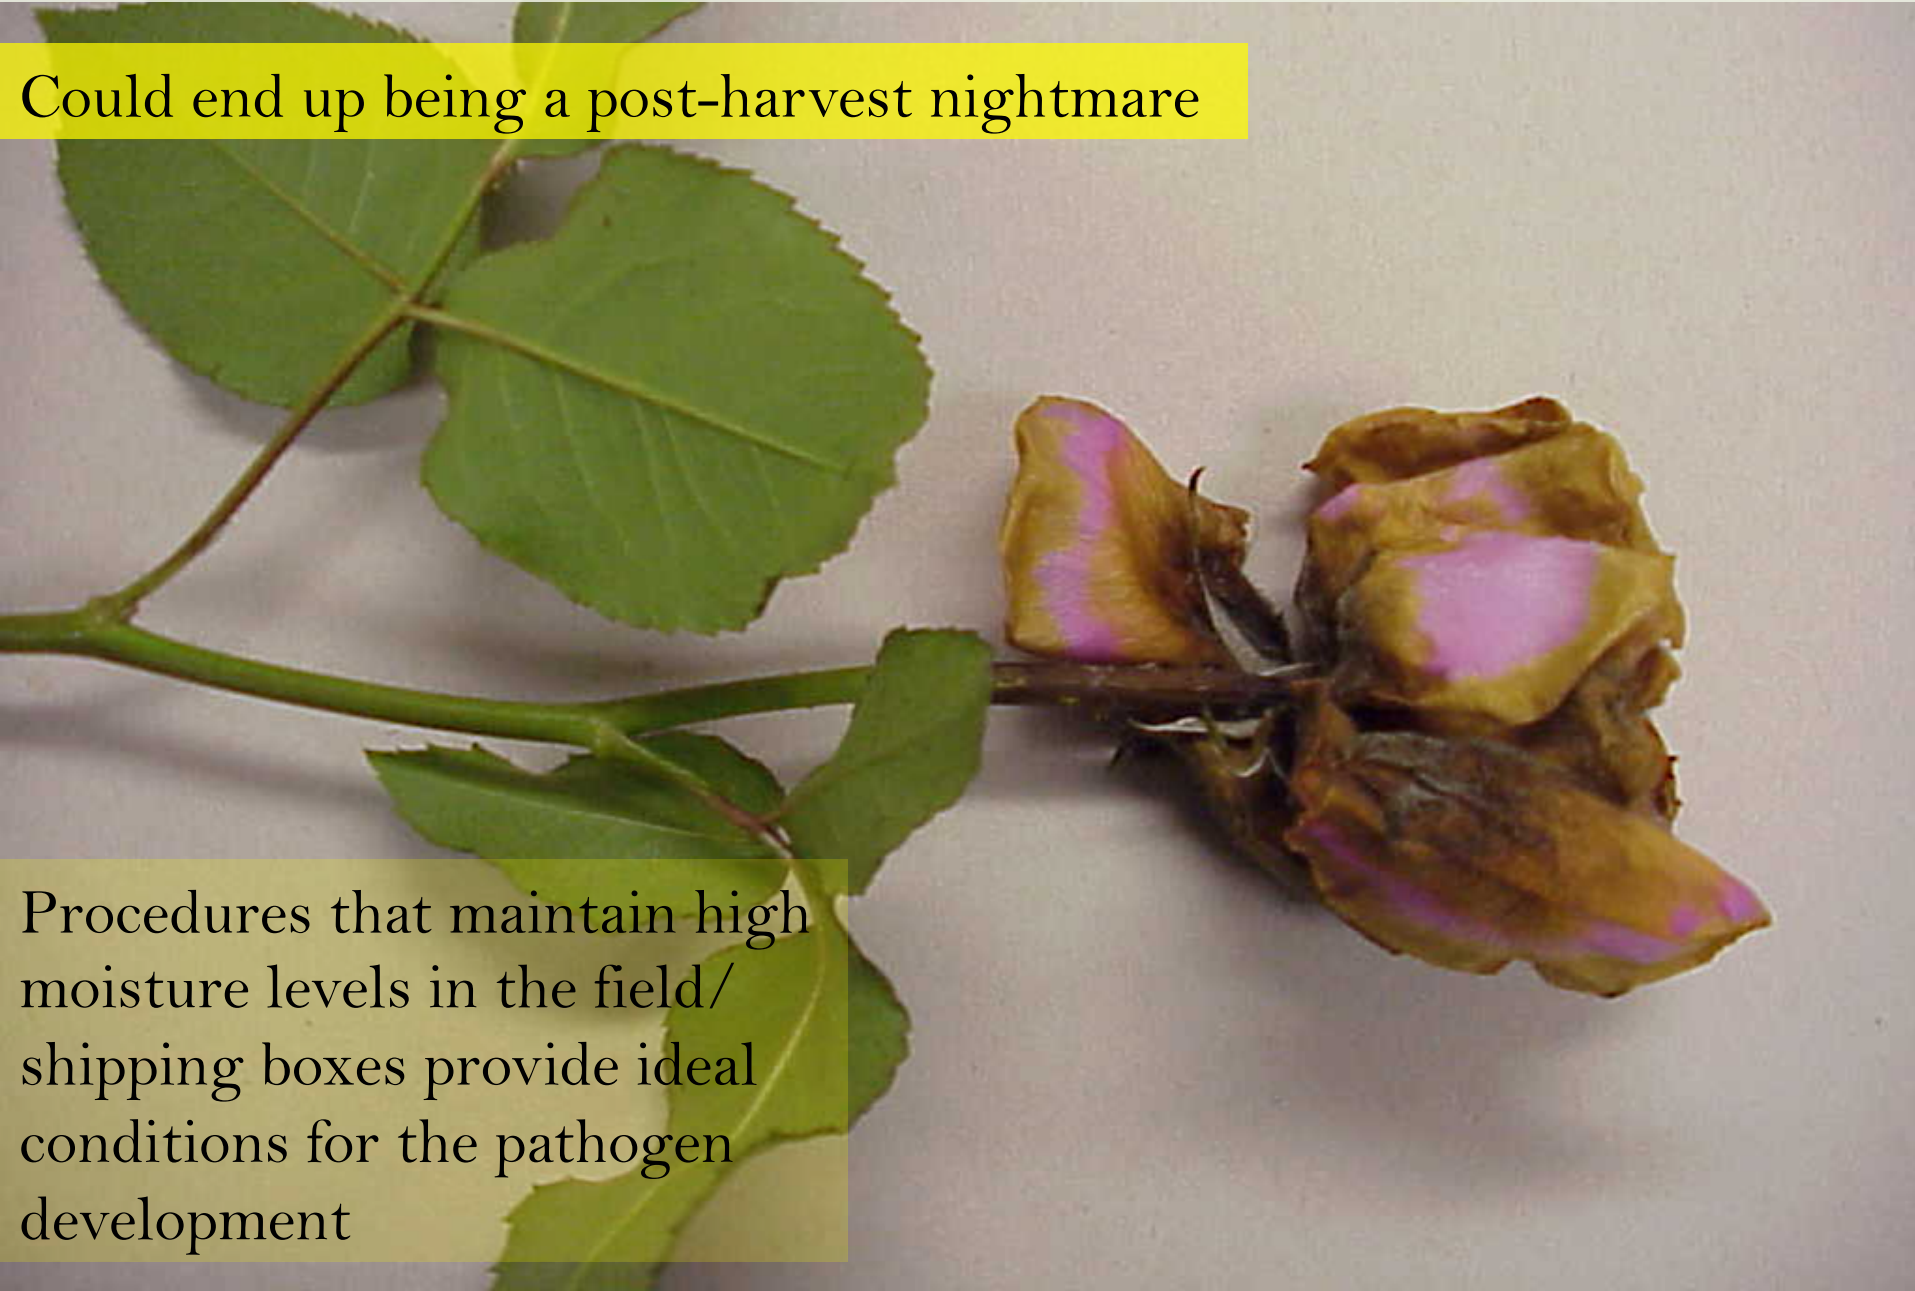 Could end up being a post-harvest nightmare
Procedures that maintain high
moisture levels in the field/
shipping boxes provide ideal
conditions for the pathogen
development